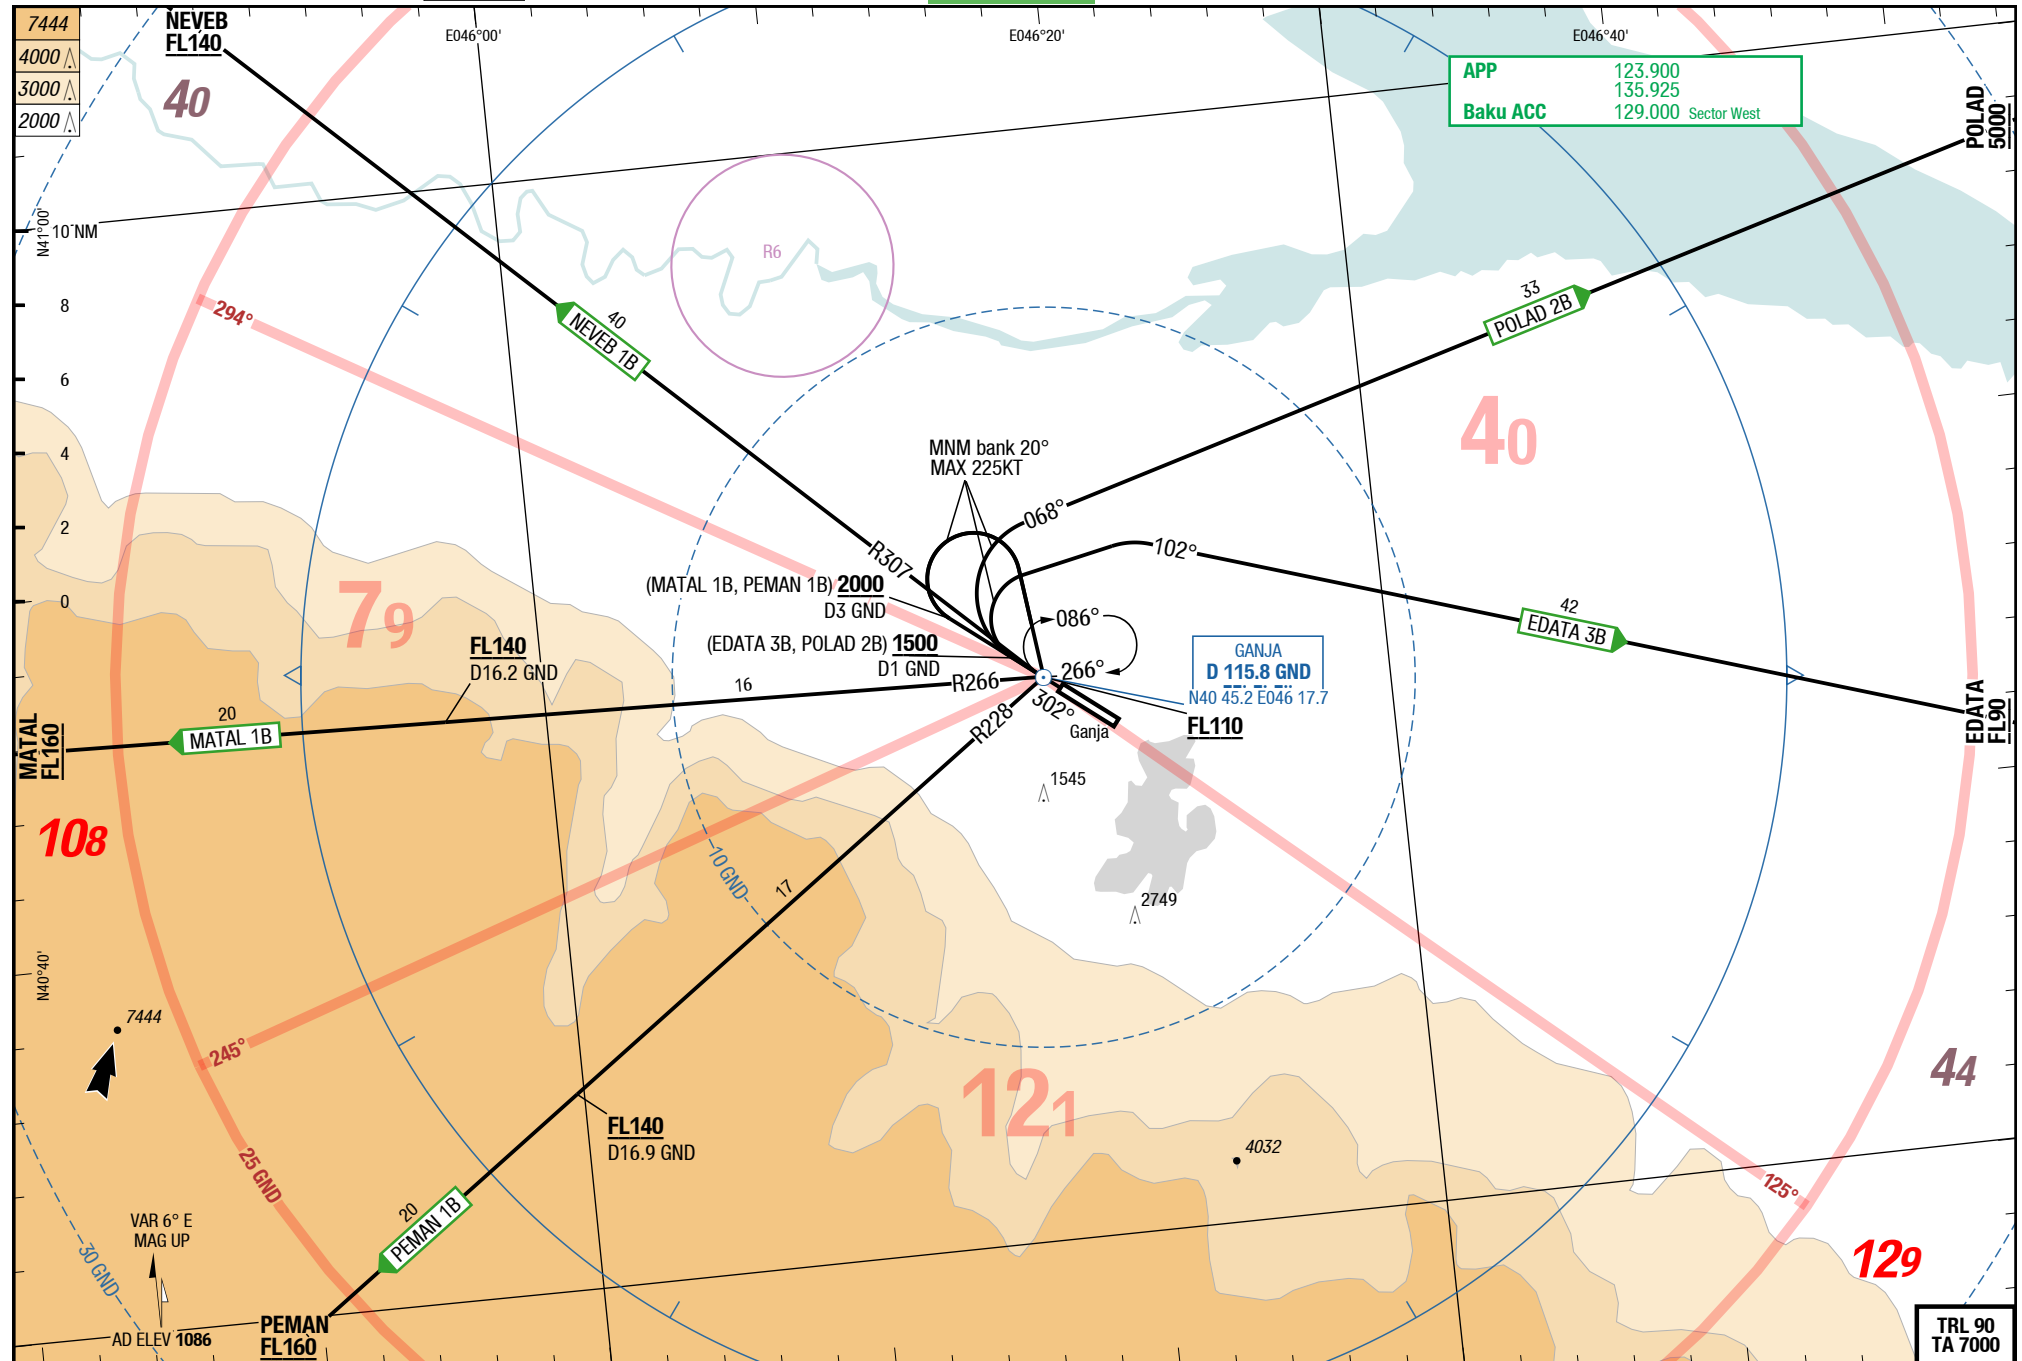 7444
4000
3000
2000
NEVEB
FL140
40
E046°00'
E046°20'
E046°40'
APP 123.900
135.925
Baku ACC 129.000 Sector West
POLAD
5000
N41°00'
10 NM
8
6
4
2
0
R6
294°
40
NEVEB 1B
33
POLAD 2B
40
MNM bank 20°
MAX 225KT
068°
102°
R307
(MATAL 1B, PEMAN 1B) 2000
D3 GND
(EDATA 3B, POLAD 2B) 1500
D1 GND
086°
266°
42
EDATA 3B
79
FL140
D16.2 GND
16
R266
R228
302°
Ganja
GANJA
D 115.8 GND
N40 45.2 E046 17.7
FL110
EDATA
FL90
MATAL
FL160
20
MATAL 1B
108
1545
2749
10 GND
17
N40°40'
7444
245°
121
4032
44
125°
129
FL140
D16.9 GND
25 GND
30 GND
20
PEMAN 1B
VAR 6° E
MAG UP
AD ELEV 1086
PEMAN
FL160
TRL 90
TA 7000